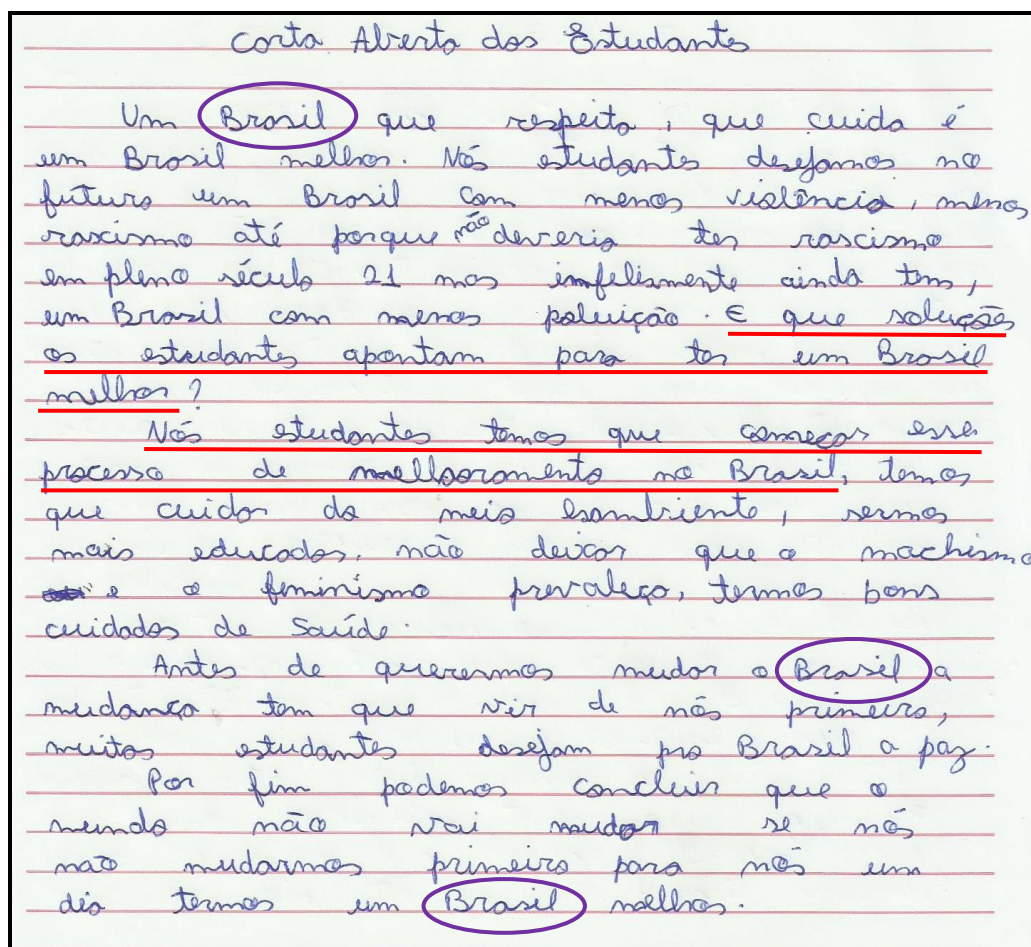 Carta Aberta dos Estudantes
Um Brasil que respeita, que cuida é
um Brasil melhor. Nós estudantes desejamos no
futuro um Brasil com menos violência, menos
rascismo até porque não deveria ter rascismo
em pleno século 21 mas imfelismente ainda tem,
um Brasil com menos poluição. E que soluções
os estudantes apontam para ter um Brasil
melhor?
Nós estudantes temos que começar esse
processo de melhoramento no Brasil, temos
que cuidar do meio ambiente, sermos
mais educados, não deixar que o machismo
e o feminismo prevaleça, termos bons
cuidados de Saúde.
Antes de querermos mudar o Brasil a
mudança tem que vir de nós primeiro,
muitos estudantes desejam pro Brasil a paz.
Por fim podemos concluir que o
mundo não vai mudar se nós
não mudarmos primeiro para nós um
dia termos um Brasil melhor.